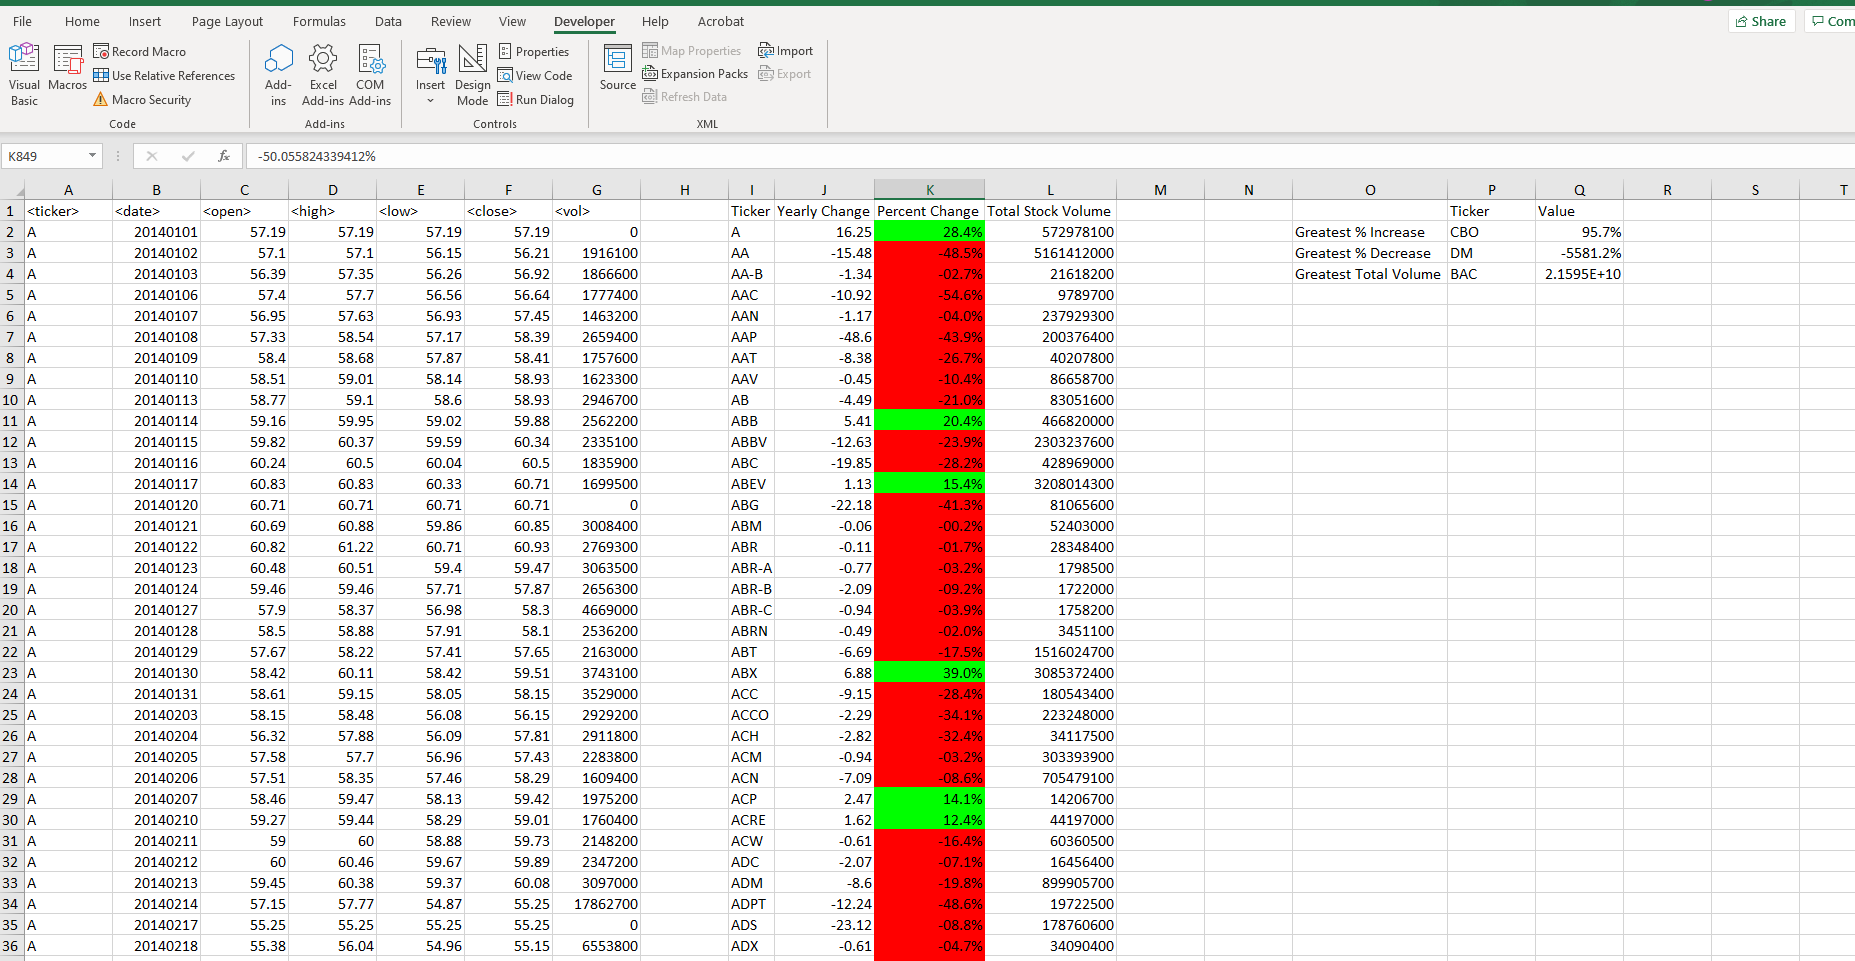 File Home Insert Page Layout Formulas Data Review View Developer Help Acrobat Share Com
Visual Basic Macros Record Macro Use Relative References Macro Security Code
Add-ins Excel Add-ins COM Add-ins Add-ins
Insert Design Mode Properties View Code Run Dialog Controls
Source Map Properties Expansion Packs Refresh Data Import Export XML
K849 fx -50.055824339412%
A B C D E F G H I J K L M N O P Q R S T
1 <ticker> <date> <open> <high> <low> <close> <vol> Ticker Yearly Change Percent Change Total Stock Volume Ticker Value
2 A 20140101 57.19 57.19 57.19 57.19 0 A 16.25 28.4% 572978100 Greatest % Increase CBO 95.7%
3 A 20140102 57.1 57.1 56.15 56.21 1916100 AA -15.48 -48.5% 5161412000 Greatest % Decrease DM -5581.2%
4 A 20140103 56.39 57.35 56.26 56.92 1866600 AA-B -1.34 -02.7% 21618200 Greatest Total Volume BAC 2.1595E+10
5 A 20140106 57.4 57.7 56.56 56.64 1777400 AAC -10.92 -54.6% 9789700
6 A 20140107 56.95 57.63 56.93 57.45 1463200 AAN -1.17 -04.0% 237929300
7 A 20140108 57.33 58.54 57.17 58.39 2659400 AAP -48.6 -43.9% 200376400
8 A 20140109 58.4 58.68 57.87 58.41 1757600 AAT -8.38 -26.7% 40207800
9 A 20140110 58.51 59.01 58.14 58.93 1623300 AAV -0.45 -10.4% 86658700
10 A 20140113 58.77 59.1 58.6 58.93 2946700 AB -4.49 -21.0% 83051600
11 A 20140114 59.16 59.95 59.02 59.88 2562200 ABB 5.41 20.4% 466820000
12 A 20140115 59.82 60.37 59.59 60.34 2335100 ABBV -12.63 -23.9% 2303237600
13 A 20140116 60.24 60.5 60.04 60.5 1835900 ABC -19.85 -28.2% 428969000
14 A 20140117 60.83 60.83 60.33 60.71 1699500 ABEV 1.13 15.4% 3208014300
15 A 20140120 60.71 60.71 60.71 60.71 0 ABG -22.18 -41.3% 81065600
16 A 20140121 60.69 60.88 59.86 60.85 3008400 ABM -0.06 -00.2% 52403000
17 A 20140122 60.82 61.22 60.71 60.93 2769300 ABR -0.11 -01.7% 28348400
18 A 20140123 60.48 60.51 59.4 59.47 3063500 ABR-A -0.77 -03.2% 1798500
19 A 20140124 59.46 59.46 57.71 57.87 2656300 ABR-B -2.09 -09.2% 1722000
20 A 20140127 57.9 58.37 56.98 58.3 4669000 ABR-C -0.94 -03.9% 1758200
21 A 20140128 58.5 58.88 57.91 58.1 2536200 ABRN -0.49 -02.0% 3451100
22 A 20140129 57.67 58.22 57.41 57.65 2163000 ABT -6.69 -17.5% 1516024700
23 A 20140130 58.42 60.11 58.42 59.51 3743100 ABX 6.88 39.0% 3085372400
24 A 20140131 58.61 59.15 58.05 58.15 3529000 ACC -9.15 -28.4% 180543400
25 A 20140203 58.15 58.48 56.08 56.15 2929200 ACCO -2.29 -34.1% 223248000
26 A 20140204 56.32 57.88 56.09 57.81 2911800 ACH -2.82 -32.4% 34117500
27 A 20140205 57.58 57.7 56.96 57.43 2283800 ACM -0.94 -03.2% 303393900
28 A 20140206 57.51 58.35 57.46 58.29 1609400 ACN -7.09 -08.6% 705479100
29 A 20140207 58.46 59.47 58.13 59.42 1975200 ACP 2.47 14.1% 14206700
30 A 20140210 59.27 59.44 58.29 59.01 1760400 ACRE 1.62 12.4% 44197000
31 A 20140211 59 60 58.88 59.73 2148200 ACW -0.61 -16.4% 60360500
32 A 20140212 60 60.46 59.67 59.89 2347200 ADC -2.07 -07.1% 16456400
33 A 20140213 59.45 60.38 59.37 60.08 3097000 ADM -8.6 -19.8% 899905700
34 A 20140214 57.15 57.77 54.87 55.25 17862700 ADPT -12.24 -48.6% 19722500
35 A 20140217 55.25 55.25 55.25 55.25 0 ADS -23.12 -08.8% 178760600
36 A 20140218 55.38 56.04 54.96 55.15 6553800 ADX -0.61 -04.7% 34090400